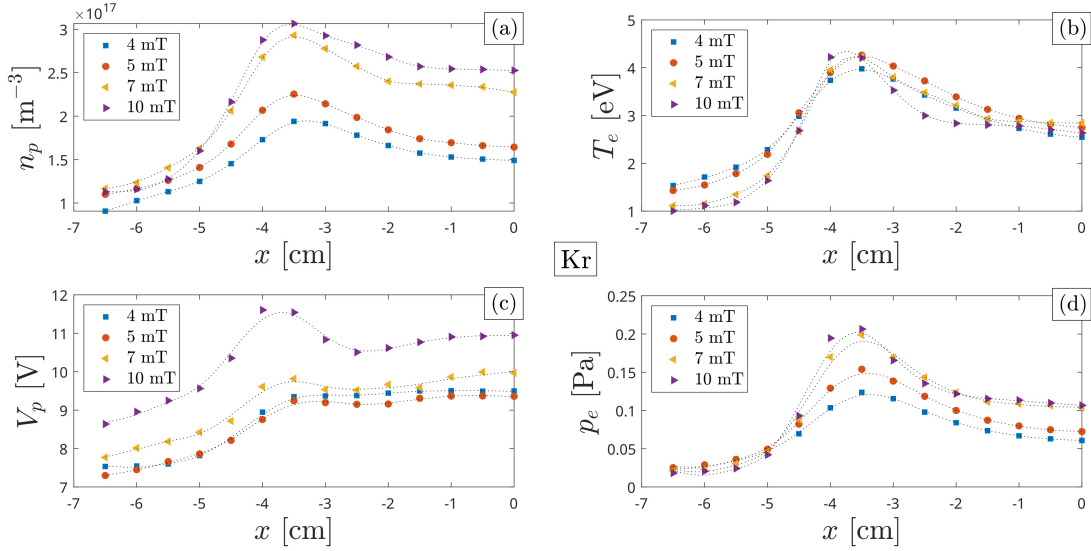 ×10¹⁷
(a)
4 mT
5 mT
7 mT
10 mT
3
2.5
2
1.5
1
n_p [m⁻³]
-7 -6 -5 -4 -3 -2 -1 0
x [cm]
(b)
4 mT
5 mT
7 mT
10 mT
5
4
3
2
1
T_e [eV]
-7 -6 -5 -4 -3 -2 -1 0
x [cm]
Kr
(c)
4 mT
5 mT
7 mT
10 mT
12
11
10
9
8
7
V_p [V]
-7 -6 -5 -4 -3 -2 -1 0
x [cm]
(d)
4 mT
5 mT
7 mT
10 mT
0.25
0.2
0.15
0.1
0.05
0
p_e [Pa]
-7 -6 -5 -4 -3 -2 -1 0
x [cm]